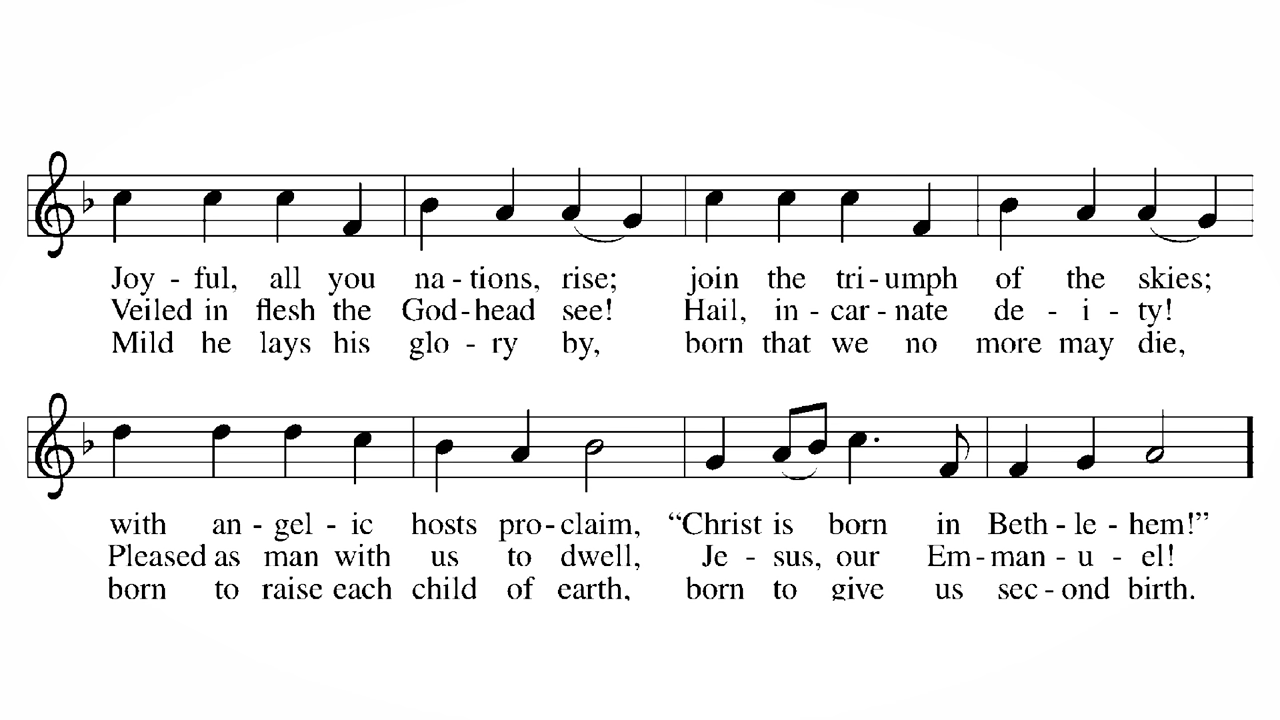 Joy - ful, all you na - tions, rise; join the tri - umph of the skies;
Veiled in flesh the God - head see! Hail, in - car - nate de - i - ty!
Mild he lays his glo - ry by, born that we no more may die,
with an - gel - ic hosts pro - claim, “Christ is born in Beth - le - hem!”
Pleased as man with us to dwell, Je - sus, our Em - man - u - el!
born to raise each child of earth, born to give us sec - ond birth.